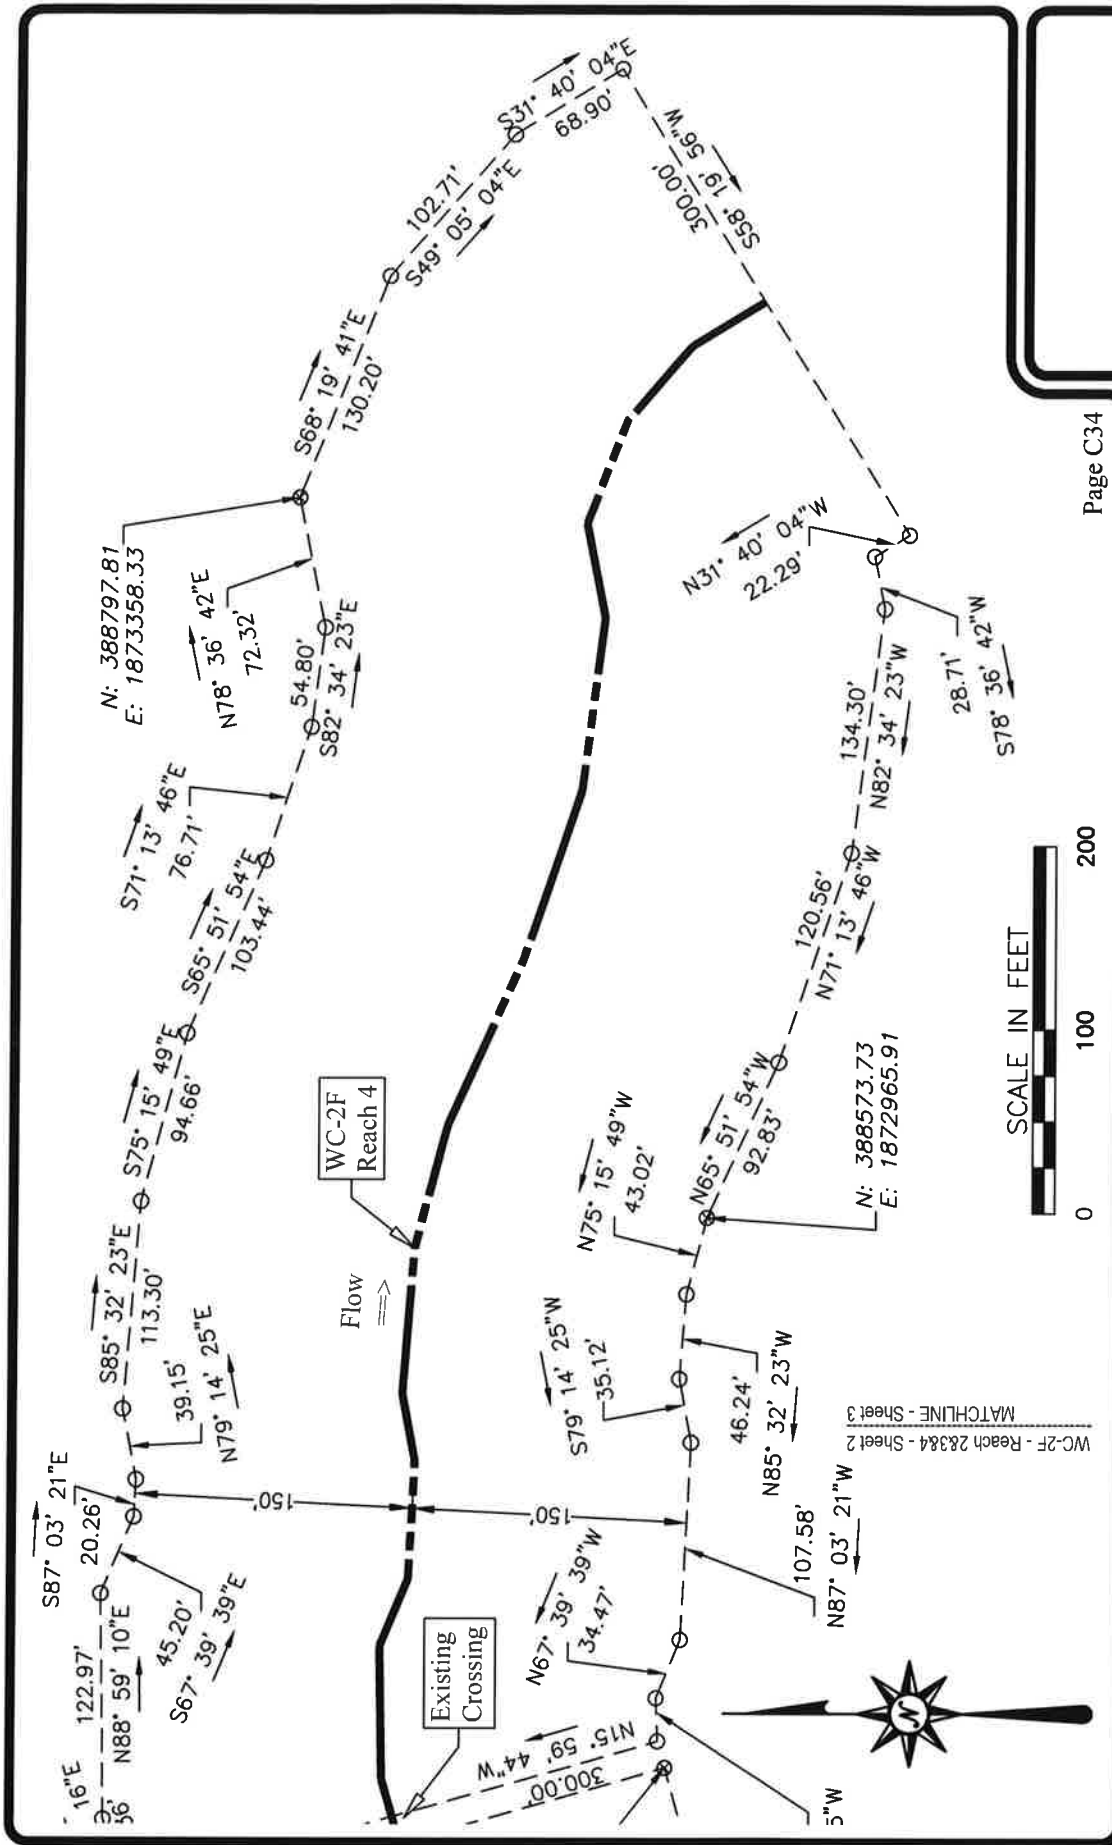 16"E
36'
122.97'
N88° 59' 10"E
45.20'
S67° 39' 39"E
S87° 03' 21"E
20.26'
39.15'
N79° 14' 25"E
S85° 32' 23"E
113.30'
S75° 15' 49"E
94.66'
S65° 51' 54"E
103.44'
S71° 13' 46"E
76.71'
54.80'
S82° 34' 23"E
N78° 36' 42"E
72.32'
N: 388797.81
E: 1873358.33
S68° 19' 41"E
130.20'
102.71'
S49° 05' 04"E
S31° 40' 04"E
68.90'
300.00'
S58° 19' 56"W
N31° 40' 04"W
22.29'
28.71'
S78° 36' 42"W
134.30'
N82° 34' 23"W
120.56'
N71° 13' 46"W
N65° 51' 54"W
92.83'
N: 388573.73
E: 1872965.91
N75° 15' 49"W
43.02'
46.24'
N85° 32' 23"W
S79° 14' 25"W
35.12'
107.58'
N87° 03' 21"W
N67° 39' 39"W
34.47'
5"W
N15° 59' 44"W
300.00'
150'
150'
Existing
Crossing
Flow
==>
WC-2F
Reach 4
WC-2F - Reach 2&3&4 - Sheet 2
MATCHLINE - Sheet 3
N
SCALE IN FEET
0 100 200
Page C34